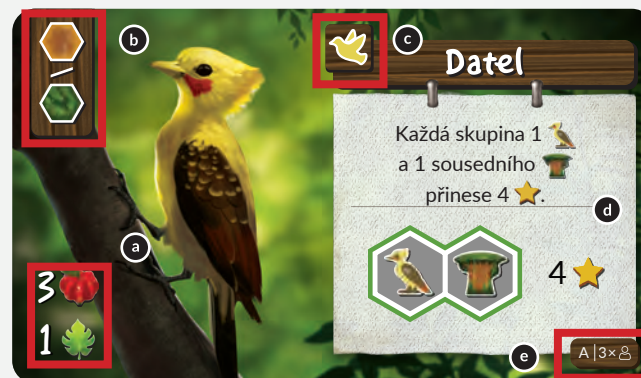 b
c
Datel
Každá skupina 1
a 1 sousedního
přinese 4 .
d
a
3
4
1
e
A | 3×